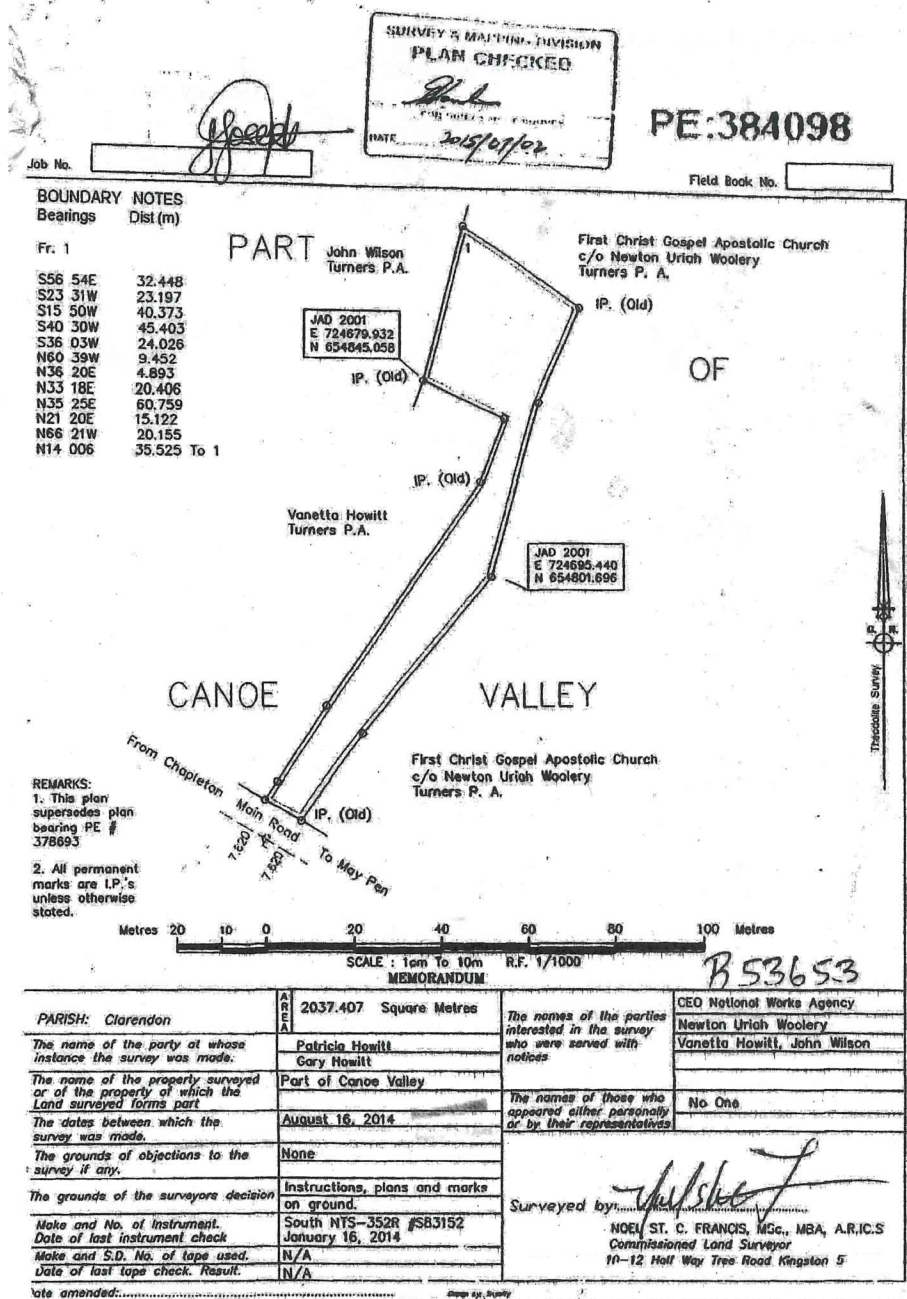 SURVEY & MAPPING DIVISION
PLAN CHECKED
DATE 2015/07/02
PE:384098
Job No.
Field Book No.
BOUNDARY NOTES
Bearings Dist (m)
Fr. 1
S56 54E 32.448
S23 31W 23.197
S15 50W 40.373
S40 30W 45.403
S36 03W 24.026
N60 39W 9.452
N36 20E 4.893
N33 18E 20.406
N35 25E 60.759
N21 20E 15.122
N66 21W 20.155
N14 006 35.525 To 1
PART
John Wilson
Turners P.A.
1
First Christ Gospel Apostolic Church
c/o Newton Uriah Woolery
Turners P. A.
IP. (Old)
JAD 2001
E 724679.932
N 654845.058
IP. (Old)
OF
IP. (Old)
Vanetta Howitt
Turners P.A.
JAD 2001
E 724695.440
N 654801.696
G. N.
Theodolite Survey
CANOE
VALLEY
From Chapleton
Main Road
To May Pen
7.620
7.620
IP. (Old)
First Christ Gospel Apostolic Church
c/o Newton Uriah Woolery
Turners P. A.
REMARKS:
1. This plan
supersedes plan
bearing PE #
378693
2. All permanent
marks are I.P.'s
unless otherwise
stated.
Metres 20 10 0 20 40 60 80 100 Metres
SCALE : 1cm To 10m R.F. 1/1000
MEMORANDUM
B53653
PARISH: Clarendon
AREA 2037.407 Square Metres
The name of the party at whose
instance the survey was made.
Patricia Howitt
Gary Howitt
The name of the property surveyed
or of the property of which the
Land surveyed forms part
Part of Canoe Valley
The dates between which the
survey was made.
August 16, 2014
The grounds of objections to the
survey if any.
None
The grounds of the surveyors decision
Instructions, plans and marks
on ground.
Make and No. of Instrument.
Date of last instrument check
South NTS-352R #S83152
January 16, 2014
Make and S.D. No. of tape used.
N/A
Date of last tape check. Result.
N/A
The names of the parties
interested in the survey
who were served with
notices
CEO National Works Agency
Newton Uriah Woolery
Vanetta Howitt, John Wilson
The names of those who
appeared either personally
or by their representatives
No One
Surveyed by:
NOEL ST. C. FRANCIS, MSc., MBA, A.R.IC.S
Commissioned Land Surveyor
10-12 Half Way Tree Road Kingston 5
ate amended: